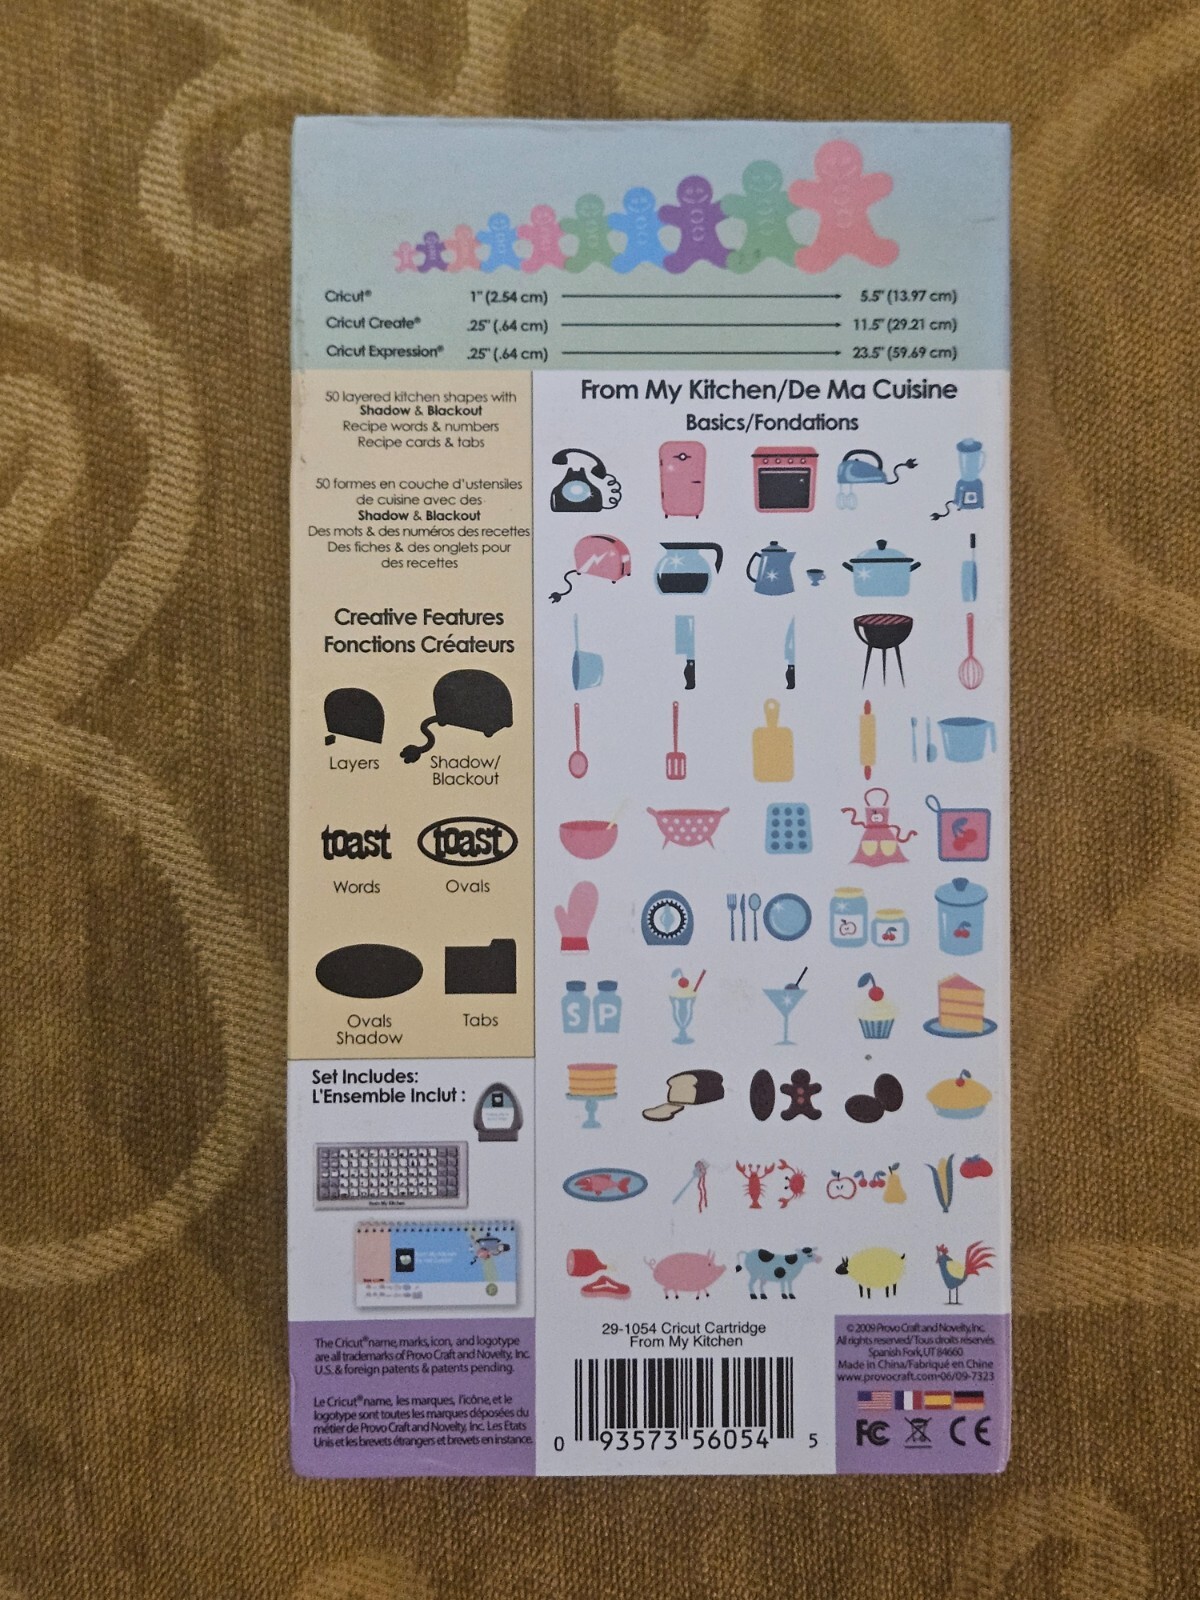 Cricut® 1" (2.54 cm) 5.5" (13.97 cm)
Cricut Create® .25" (.64 cm) 11.5" (29.21 cm)
Cricut Expression® .25" (.64 cm) 23.5" (59.69 cm)
50 layered kitchen shapes with
Shadow & Blackout
Recipe words & numbers
Recipe cards & tabs
50 formes en couche d'ustensiles
de cuisine avec des
Shadow & Blackout
Des mots & des numéros des recettes
Des fiches & des onglets pour
des recettes
Creative Features
Fonctions Créateurs
Layers
Shadow/
Blackout
toast
toast
Words
Ovals
Ovals
Shadow
Tabs
Set Includes:
L'Ensemble Inclut :
From My Kitchen
The Cricut® name, marks, icon, and logotype
are all trademarks of Provo Craft and Novelty, Inc.
U.S. & foreign patents & patents pending.
Le Cricut® name, les marques, l'icône, et le
logotype sont toutes les marques déposées du
métier de Provo Craft and Novelty, Inc. Les Etats
Unis et les brevets étrangers et brevets en instance.
From My Kitchen/De Ma Cuisine
Basics/Fondations
S P
29-1054 Cricut Cartridge
From My Kitchen
0 93573 56054 5
©2009 Provo Craft and Novelty, Inc.
All rights reserved/Tous droits réservés
Spanish Fork, UT 84660
Made in China/Fabriqué en Chine
www.provocraft.com•06/09-7323
FC CE